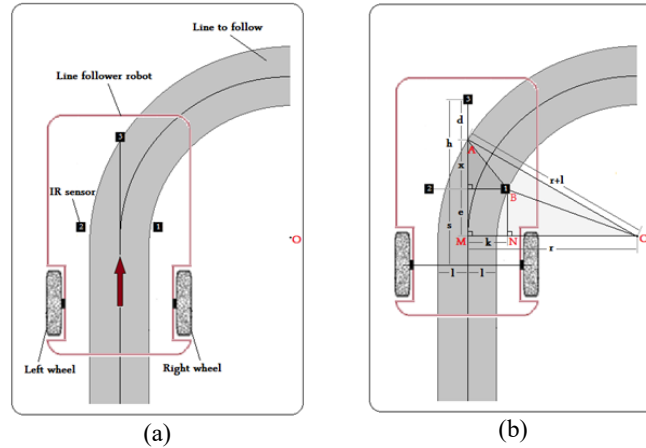 Line to follow
Line follower robot
3
IR sensor
2
1
O
Left wheel
Right wheel
(a)
3
d
h
A
x
r+l
2
1
B
s
e
M
k
N
O
r
l
l
(b)